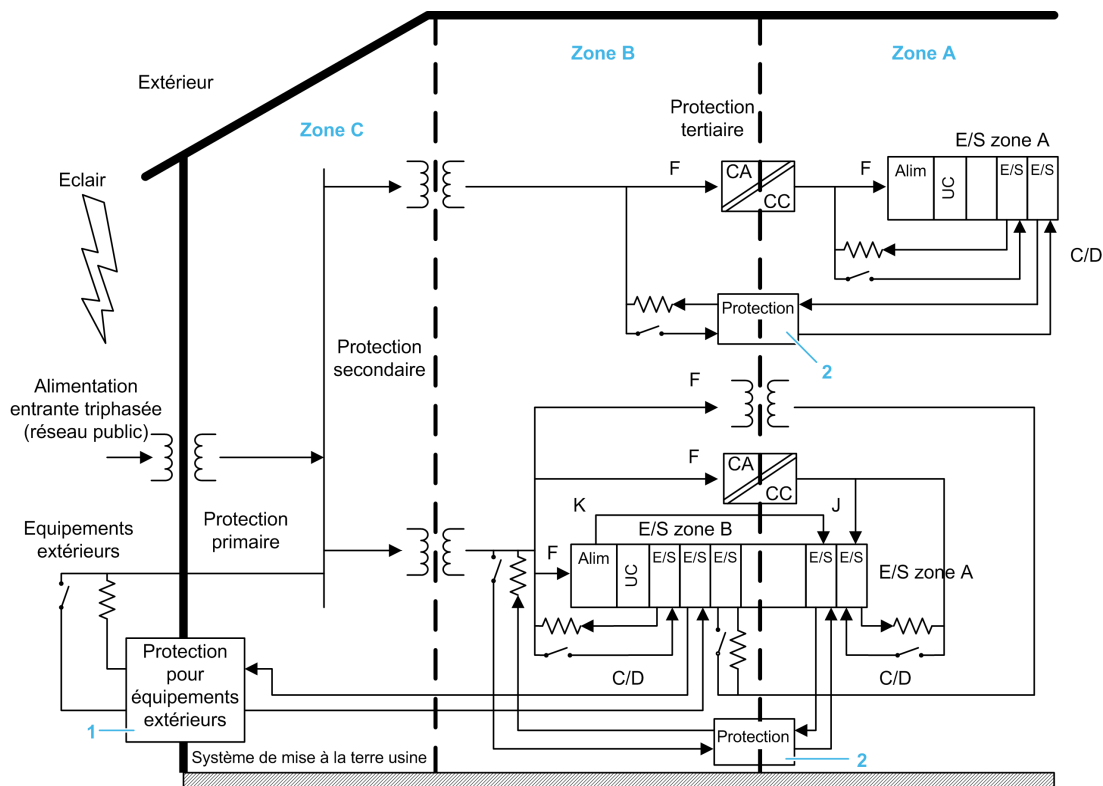 Zone B
Zone A
Extérieur
Zone C
Protection
tertiaire
E/S zone A
Eclair
F
CA
CC
F
Alim
UC
E/S
E/S
C/D
Protection
2
Protection
secondaire
Alimentation
entrante triphasée
(réseau public)
F
F
CA
CC
K
J
Equipements
extérieurs
Protection
primaire
E/S zone B
F
Alim
UC
E/S
E/S
E/S
E/S
E/S
E/S zone A
Protection
pour
équipements
extérieurs
1
C/D
C/D
Protection
2
Système de mise à la terre usine